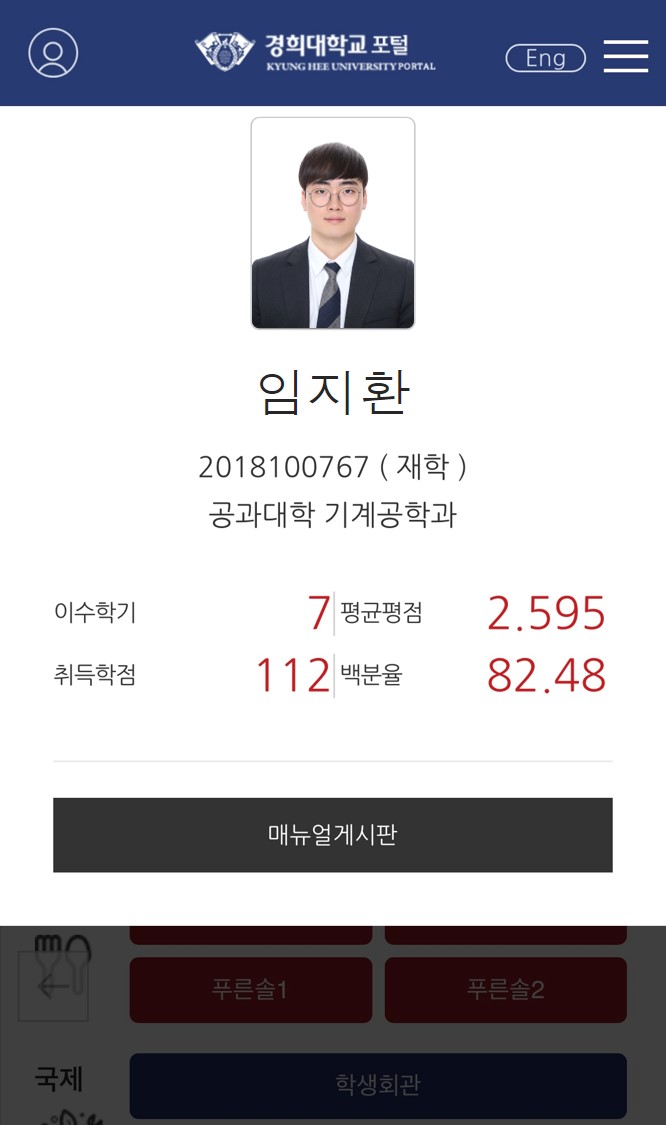 경희대학교 포털
KYUNG HEE UNIVERSITY PORTAL
Eng
임지환
2018100767 ( 재학 )
공과대학 기계공학과
이수학기 7 평균평점 2.595
취득학점 112 백분율 82.48
매뉴얼게시판
푸른솔1 푸른솔2
국제 학생회관